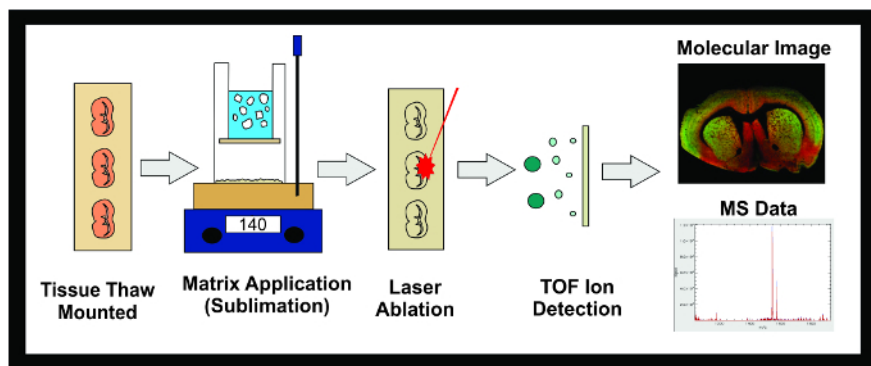 Molecular Image
140
MS Data
Tissue Thaw
Mounted
Matrix Application
(Sublimation)
Laser
Ablation
TOF Ion
Detection